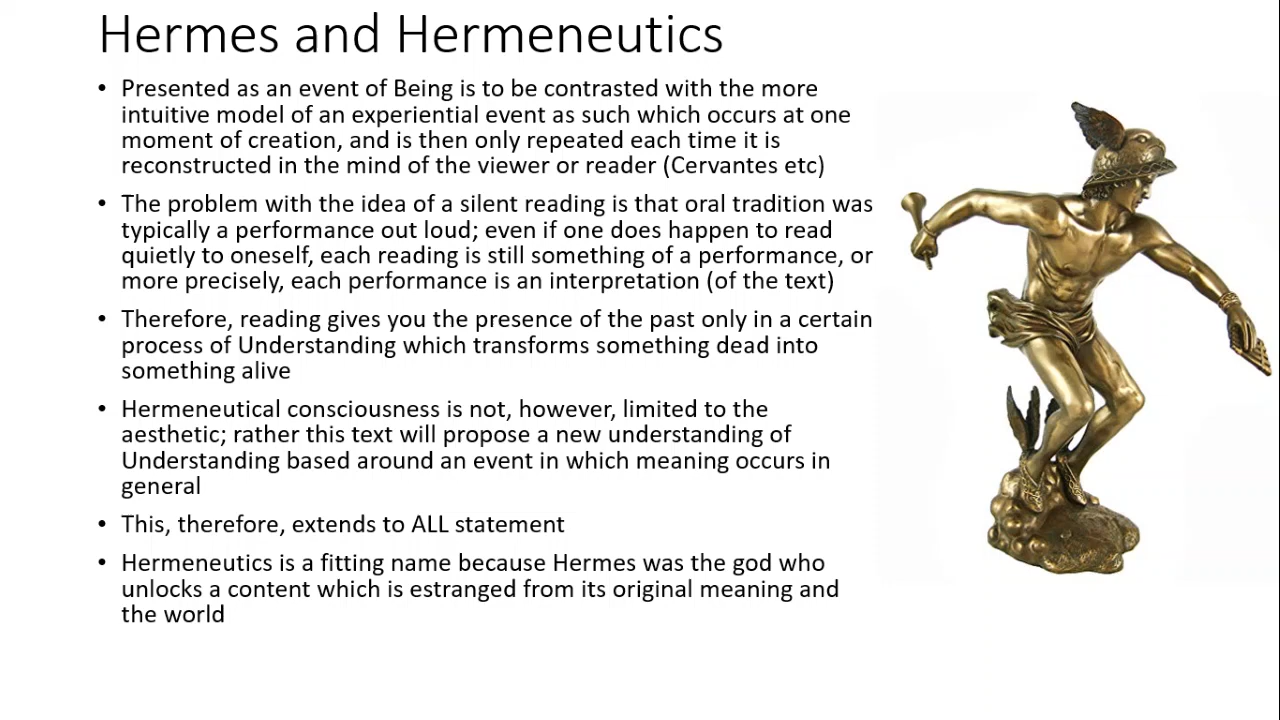 Hermes and Hermeneutics
• Presented as an event of Being is to be contrasted with the more
intuitive model of an experiential event as such which occurs at one
moment of creation, and is then only repeated each time it is
reconstructed in the mind of the viewer or reader (Cervantes etc)
• The problem with the idea of a silent reading is that oral tradition was
typically a performance out loud; even if one does happen to read
quietly to oneself, each reading is still something of a performance, or
more precisely, each performance is an interpretation (of the text)
• Therefore, reading gives you the presence of the past only in a certain
process of Understanding which transforms something dead into
something alive
• Hermeneutical consciousness is not, however, limited to the
aesthetic; rather this text will propose a new understanding of
Understanding based around an event in which meaning occurs in
general
• This, therefore, extends to ALL statement
• Hermeneutics is a fitting name because Hermes was the god who
unlocks a content which is estranged from its original meaning and
the world